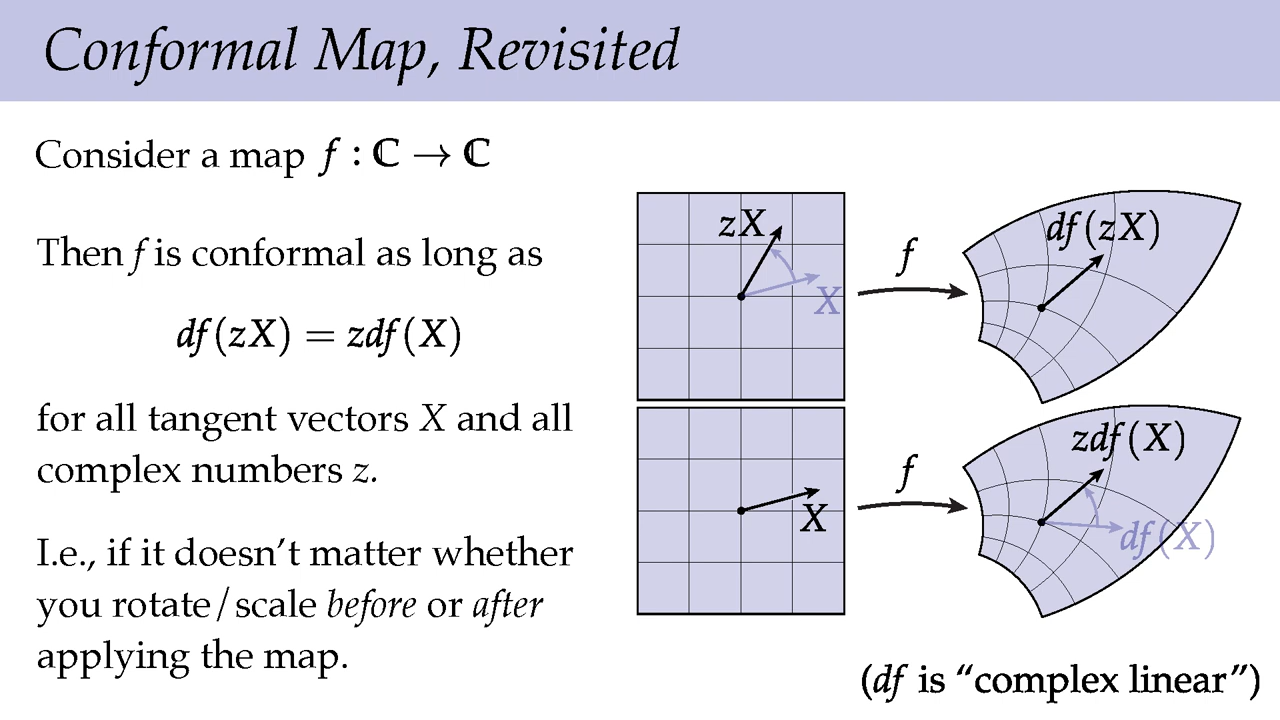 Conformal Map, Revisited
Consider a map f : ℂ → ℂ
Then f is conformal as long as
df(zX) = zdf(X)
for all tangent vectors X and all
complex numbers z.
I.e., if it doesn't matter whether
you rotate/scale before or after
applying the map.
zX
X
f
df(zX)
X
f
zdf(X)
df(X)
(df is “complex linear”)